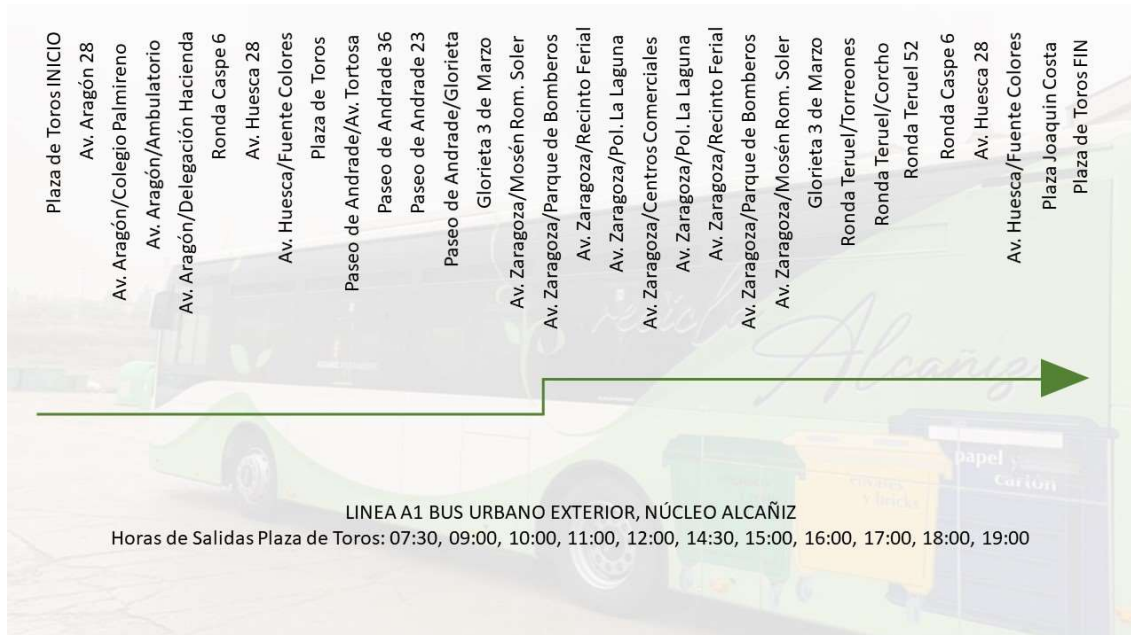 Plaza de Toros INICIO
Av. Aragón 28
Av. Aragón/Colegio Palmireno
Av. Aragón/Ambulatorio
Av. Aragón/Delegación Hacienda
Ronda Caspe 6
Av. Huesca 28
Av. Huesca/Fuente Colores
Plaza de Toros
Paseo de Andrade/Av. Tortosa
Paseo de Andrade 36
Paseo de Andrade 23
Paseo de Andrade/Glorieta
Glorieta 3 de Marzo
Av. Zaragoza/Mosén Rom. Soler
Av. Zaragoza/Parque de Bomberos
Av. Zaragoza/Recinto Ferial
Av. Zaragoza/Pol. La Laguna
Av. Zaragoza/Centros Comerciales
Av. Zaragoza/Pol. La Laguna
Av. Zaragoza/Recinto Ferial
Av. Zaragoza/Parque de Bomberos
Av. Zaragoza/Mosén Rom. Soler
Glorieta 3 de Marzo
Ronda Teruel/Torreones
Ronda Teruel/Corcho
Ronda Teruel 52
Ronda Caspe 6
Av. Huesca 28
Av. Huesca/Fuente Colores
Plaza Joaquin Costa
Plaza de Toros FIN
recicla
Alcañiz
papel y
cartón
envases
y bricks
LINEA A1 BUS URBANO EXTERIOR, NÚCLEO ALCAÑIZ
Horas de Salidas Plaza de Toros: 07:30, 09:00, 10:00, 11:00, 12:00, 14:30, 15:00, 16:00, 17:00, 18:00, 19:00